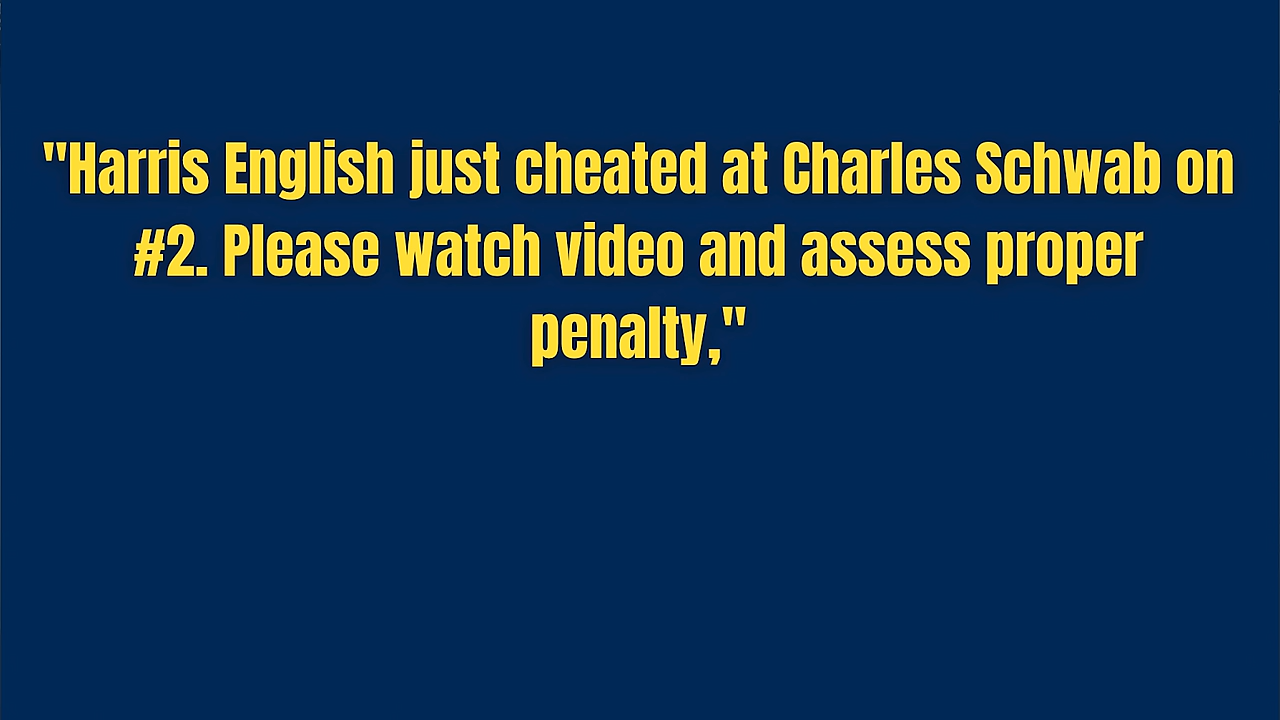 "Harris English just cheated at Charles Schwab on
#2. Please watch video and assess proper
penalty,"